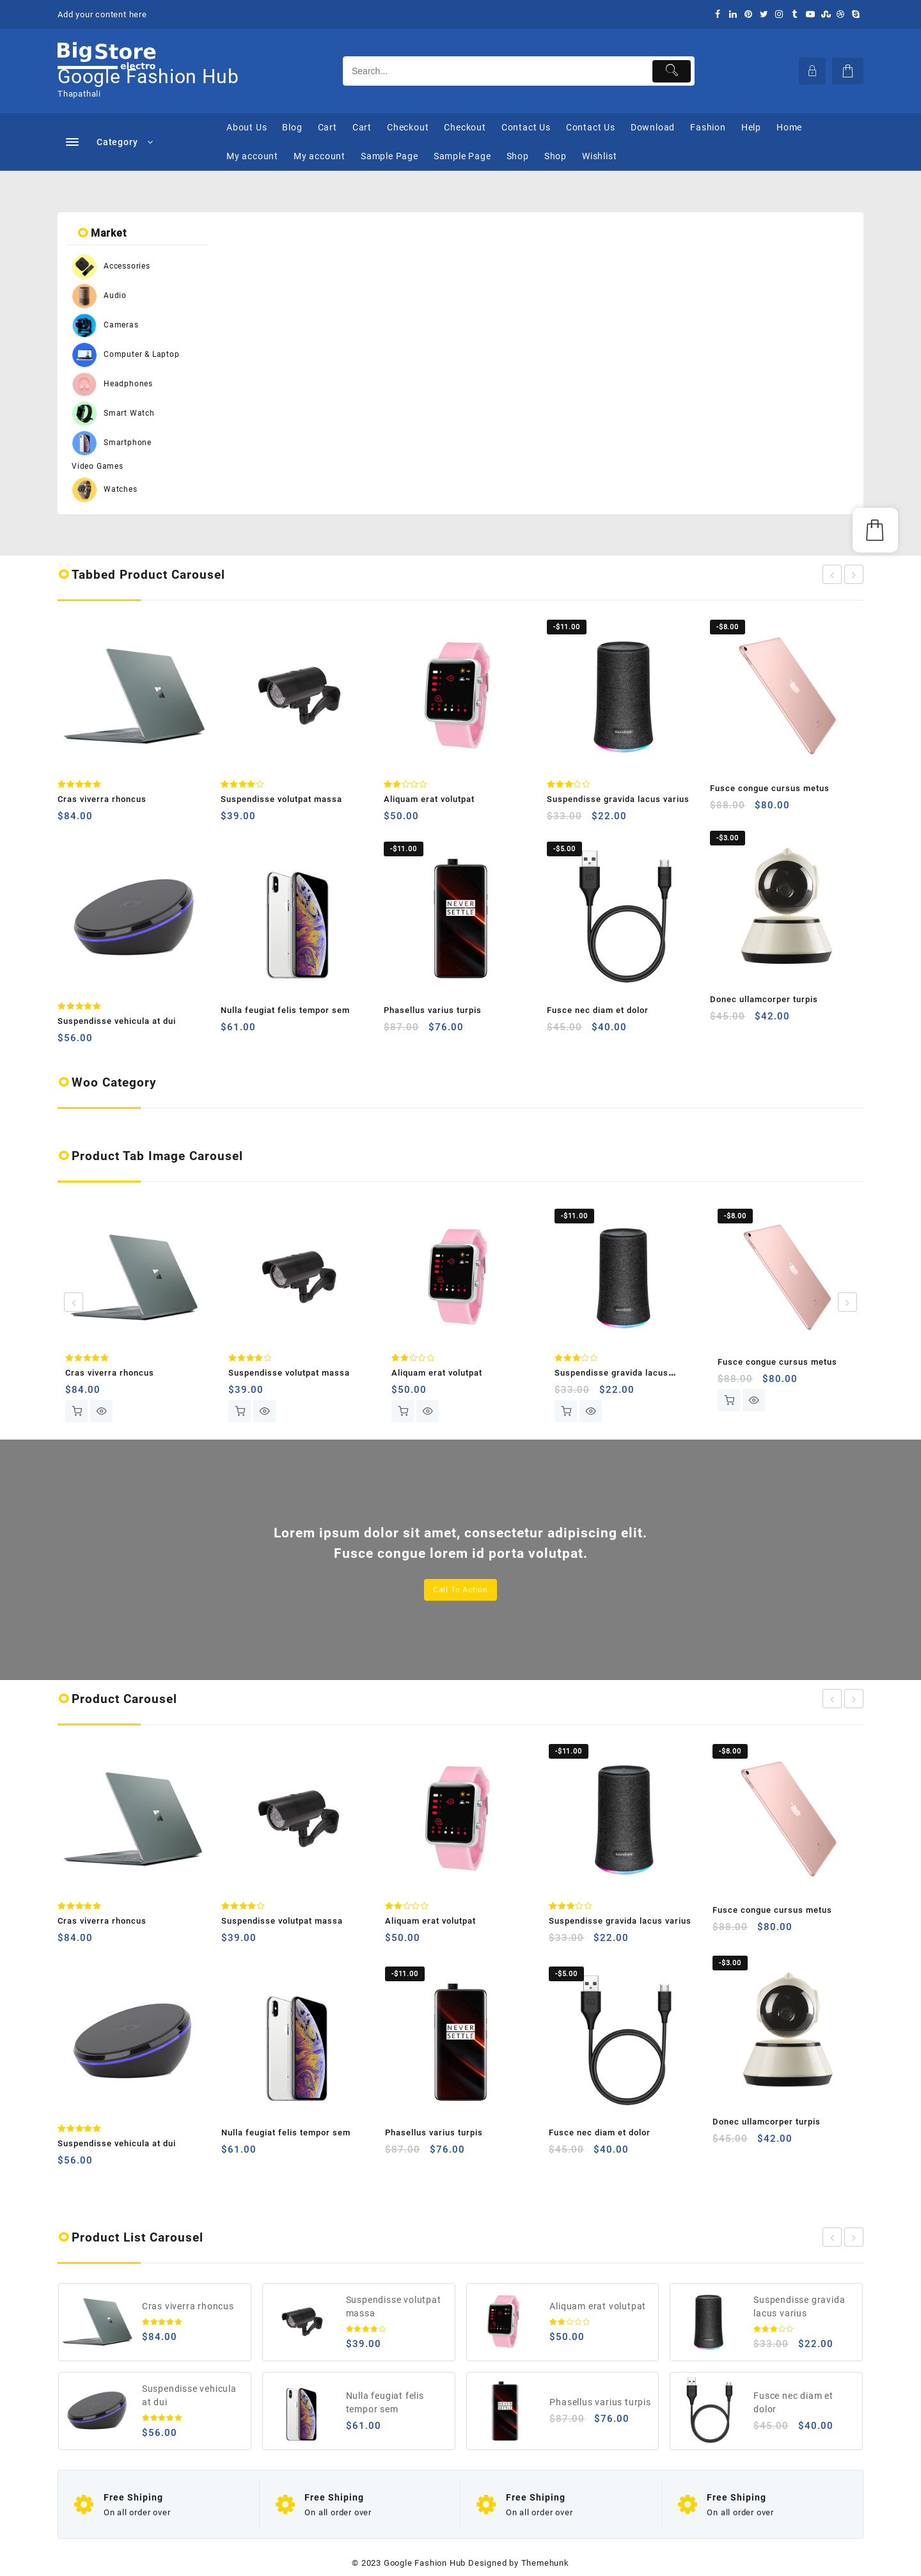 Add your content here
BigStore
electro
Google Fashion Hub
Thapathali
Search...
Category
About Us Blog Cart Cart Checkout Checkout Contact Us Contact Us Download Fashion Help Home
My account My account Sample Page Sample Page Shop Shop Wishlist
Market
Accessories
Audio
Cameras
Computer & Laptop
Headphones
Smart Watch
Smartphone
Video Games
Watches
Tabbed Product Carousel
-$11.00 -$8.00
Cras viverra rhoncus
$84.00
Suspendisse volutpat massa
$39.00
Aliquam erat volutpat
$50.00
Suspendisse gravida lacus varius
$33.00 $22.00
Fusce congue cursus metus
$88.00 $80.00
-$11.00 -$5.00 -$3.00
NEVER
SETTLE
Suspendisse vehicula at dui
$56.00
Nulla feugiat felis tempor sem
$61.00
Phasellus varius turpis
$87.00 $76.00
Fusce nec diam et dolor
$45.00 $40.00
Donec ullamcorper turpis
$45.00 $42.00
Woo Category
Product Tab Image Carousel
-$11.00 -$8.00
Cras viverra rhoncus
$84.00
Suspendisse volutpat massa
$39.00
Aliquam erat volutpat
$50.00
Suspendisse gravida lacus...
$33.00 $22.00
Fusce congue cursus metus
$88.00 $80.00
Lorem ipsum dolor sit amet, consectetur adipiscing elit.
Fusce congue lorem id porta volutpat.
Call To Action
Product Carousel
-$11.00 -$8.00
Cras viverra rhoncus
$84.00
Suspendisse volutpat massa
$39.00
Aliquam erat volutpat
$50.00
Suspendisse gravida lacus varius
$33.00 $22.00
Fusce congue cursus metus
$88.00 $80.00
-$11.00 -$5.00 -$3.00
NEVER
SETTLE
Suspendisse vehicula at dui
$56.00
Nulla feugiat felis tempor sem
$61.00
Phasellus varius turpis
$87.00 $76.00
Fusce nec diam et dolor
$45.00 $40.00
Donec ullamcorper turpis
$45.00 $42.00
Product List Carousel
Cras viverra rhoncus
$84.00
Suspendisse volutpat
massa
$39.00
Aliquam erat volutpat
$50.00
Suspendisse gravida
lacus varius
$33.00 $22.00
Suspendisse vehicula
at dui
$56.00
Nulla feugiat felis
tempor sem
$61.00
Phasellus varius turpis
$87.00 $76.00
Fusce nec diam et
dolor
$45.00 $40.00
Free Shiping
On all order over
Free Shiping
On all order over
Free Shiping
On all order over
Free Shiping
On all order over
© 2023 Google Fashion Hub Designed by Themehunk